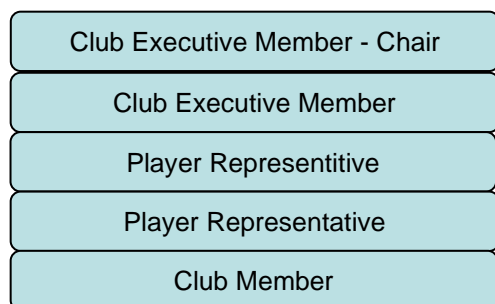 Club Executive Member - Chair
Club Executive Member
Player Representitive
Player Representative
Club Member